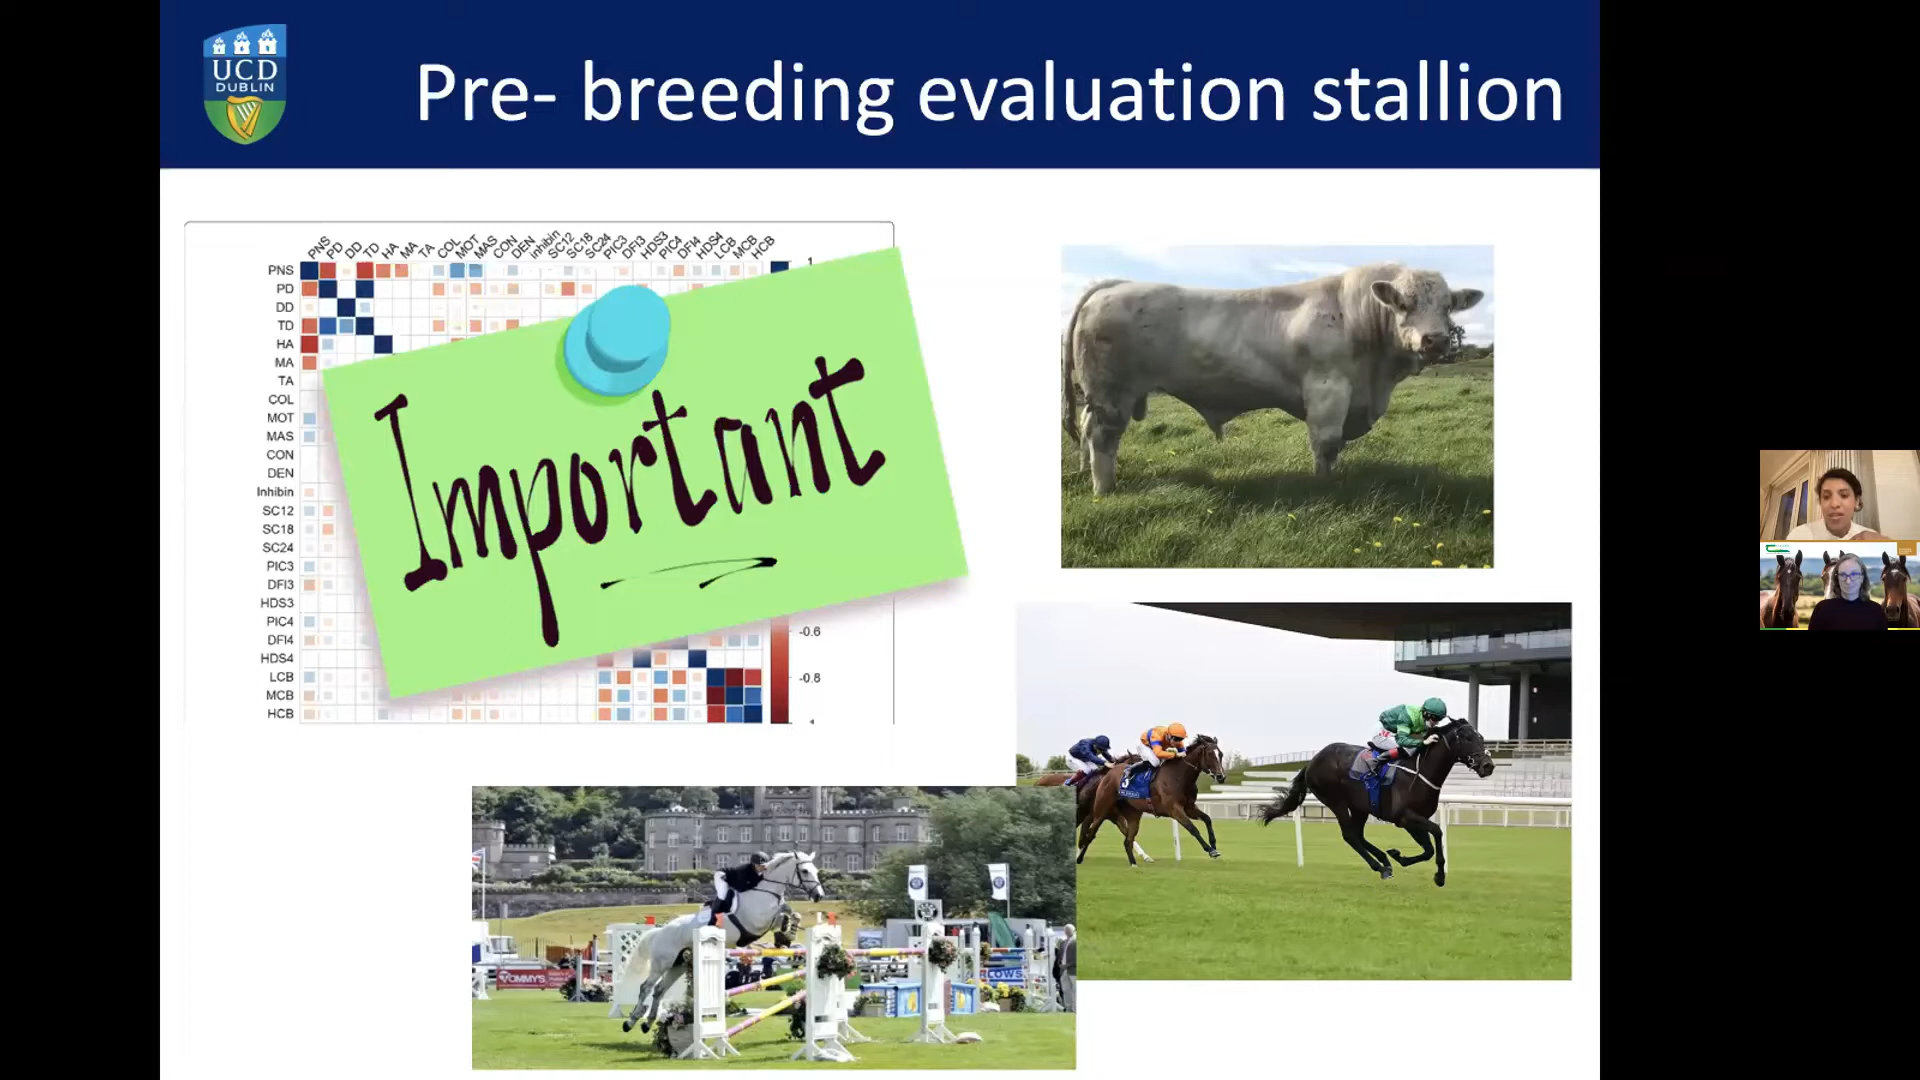 UCD
DUBLIN
Pre- breeding evaluation stallion
PNS PD DD TD HA MA TA COL MOT MAS CON DEN inhibin SC12 SC18 SC24 PIC3 DFI3 HDS3 PIC4 DFI4 HDS4 LCB MCB HCB
PNS
PD
DD
TD
HA
MA
TA
COL
MOT
MAS
CON
DEN
Inhibin
SC12
SC18
SC24
PIC3
DFI3
HDS3
PIC4
DFI4
HDS4
LCB
MCB
HCB
1
-0.6
-0.8
Important
TOMMY'S